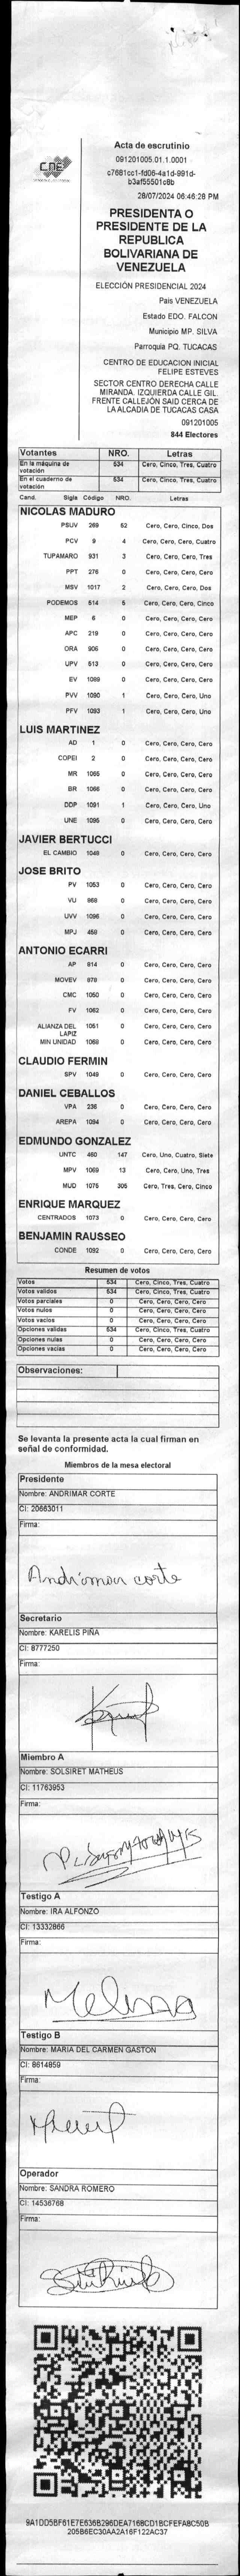 CNE
Acta de escrutinio
091201005.01.1.0001
c7681cc1-fd06-4a1d-991d-
b3af55501c8b
28/07/2024 06:46:28 PM
PRESIDENTA O
PRESIDENTE DE LA
REPUBLICA
BOLIVARIANA DE
VENEZUELA
ELECCIÓN PRESIDENCIAL 2024
Pais VENEZUELA
Estado EDO. FALCON
Municipio MP. SILVA
Parroquia PQ. TUCACAS
CENTRO DE EDUCACION INICIAL
FELIPE ESTEVES
SECTOR CENTRO DERECHA CALLE
MIRANDA. IZQUIERDA CALLE GIL.
FRENTE CALLEJÓN SAID CERCA DE
LA ALCALDIA DE TUCACAS CASA
091201005
844 Electores
Votantes NRO. Letras
En la máquina de votación 534 Cero, Cinco, Tres, Cuatro
En el cuaderno de votación 534 Cero, Cinco, Tres, Cuatro
Cand. Sigla Código NRO. Letras
NICOLAS MADURO
PSUV 269 52 Cero, Cero, Cinco, Dos
PCV 9 4 Cero, Cero, Cero, Cuatro
TUPAMARO 931 3 Cero, Cero, Cero, Tres
PPT 276 0 Cero, Cero, Cero, Cero
MSV 1017 2 Cero, Cero, Cero, Dos
PODEMOS 514 5 Cero, Cero, Cero, Cinco
MEP 6 0 Cero, Cero, Cero, Cero
APC 219 0 Cero, Cero, Cero, Cero
ORA 906 0 Cero, Cero, Cero, Cero
UPV 513 0 Cero, Cero, Cero, Cero
EV 1089 0 Cero, Cero, Cero, Cero
PVV 1090 1 Cero, Cero, Cero, Uno
PFV 1093 1 Cero, Cero, Cero, Uno
LUIS MARTINEZ
AD 1 0 Cero, Cero, Cero, Cero
COPEI 2 0 Cero, Cero, Cero, Cero
MR 1065 0 Cero, Cero, Cero, Cero
BR 1066 0 Cero, Cero, Cero, Cero
DDP 1091 1 Cero, Cero, Cero, Uno
UNE 1095 0 Cero, Cero, Cero, Cero
JAVIER BERTUCCI
EL CAMBIO 1048 0 Cero, Cero, Cero, Cero
JOSE BRITO
PV 1053 0 Cero, Cero, Cero, Cero
VU 868 0 Cero, Cero, Cero, Cero
UVV 1096 0 Cero, Cero, Cero, Cero
MPJ 458 0 Cero, Cero, Cero, Cero
ANTONIO ECARRI
AP 814 0 Cero, Cero, Cero, Cero
MOVEV 878 0 Cero, Cero, Cero, Cero
CMC 1050 0 Cero, Cero, Cero, Cero
FV 1062 0 Cero, Cero, Cero, Cero
ALIANZA DEL LAPIZ 1051 0 Cero, Cero, Cero, Cero
MIN UNIDAD 1068 0 Cero, Cero, Cero, Cero
CLAUDIO FERMIN
SPV 1049 0 Cero, Cero, Cero, Cero
DANIEL CEBALLOS
VPA 236 0 Cero, Cero, Cero, Cero
AREPA 1094 0 Cero, Cero, Cero, Cero
EDMUNDO GONZALEZ
UNTC 460 147 Cero, Uno, Cuatro, Siete
MPV 1069 13 Cero, Cero, Uno, Tres
MUD 1075 305 Cero, Tres, Cero, Cinco
ENRIQUE MARQUEZ
CENTRADOS 1073 0 Cero, Cero, Cero, Cero
BENJAMIN RAUSSEO
CONDE 1092 0 Cero, Cero, Cero, Cero
Resumen de votos
Votos 534 Cero, Cinco, Tres, Cuatro
Votos validos 534 Cero, Cinco, Tres, Cuatro
Votos parciales 0 Cero, Cero, Cero, Cero
Votos nulos 0 Cero, Cero, Cero, Cero
Votos vacios 0 Cero, Cero, Cero, Cero
Opciones validas 534 Cero, Cinco, Tres, Cuatro
Opciones nulas 0 Cero, Cero, Cero, Cero
Opciones vacias 0 Cero, Cero, Cero, Cero
Observaciones:
Se levanta la presente acta la cual firman en
señal de conformidad.
Miembros de la mesa electoral
Presidente
Nombre: ANDRIMAR CORTE
CI: 20663011
Firma:
Andrimar corte
Secretario
Nombre: KARELIS PIÑA
CI: 8777250
Firma:
Miembro A
Nombre: SOLSIRET MATHEUS
CI: 11763953
Firma:
Testigo A
Nombre: IRA ALFONZO
CI: 13332866
Firma:
Testigo B
Nombre: MARIA DEL CARMEN GASTON
CI: 8614859
Firma:
Operador
Nombre: SANDRA ROMERO
CI: 14536768
Firma:
9A1DD5BF61E7E636B296DEA716BCD1BCFEFABC50B
205B6EC30AA2A16F122AC37